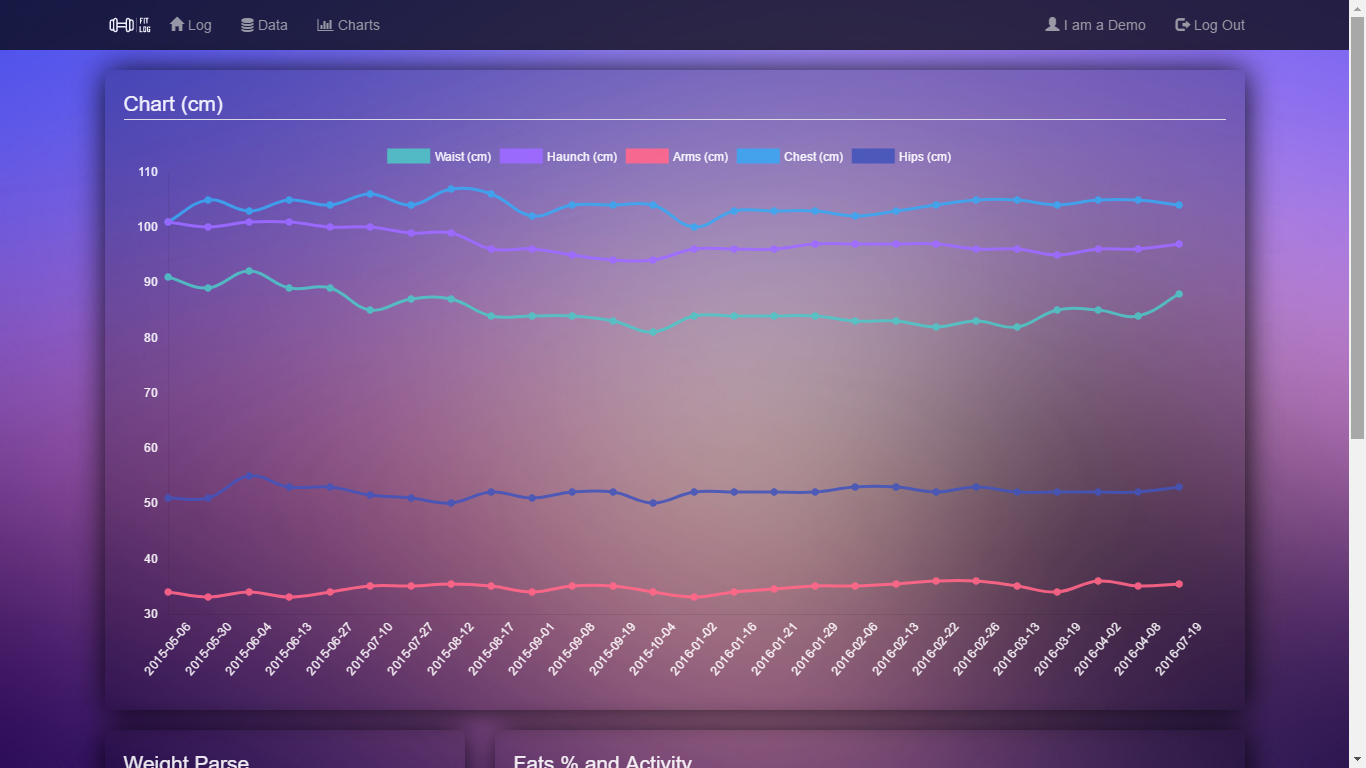 FIT LOG Log Data Charts I am a Demo Log Out
Chart (cm)
Waist (cm) Haunch (cm) Arms (cm) Chest (cm) Hips (cm)
110
100
90
80
70
60
50
40
30
2015-05-06 2015-05-30 2015-06-04 2015-06-13 2015-06-27 2015-07-10 2015-07-27 2015-08-12 2015-08-17 2015-09-01 2015-09-08 2015-09-19 2015-10-04 2016-01-02 2016-01-16 2016-01-21 2016-01-29 2016-02-06 2016-02-13 2016-02-22 2016-02-26 2016-03-13 2016-03-19 2016-04-02 2016-04-08 2016-07-19
Weight Parse Fats % and Activity